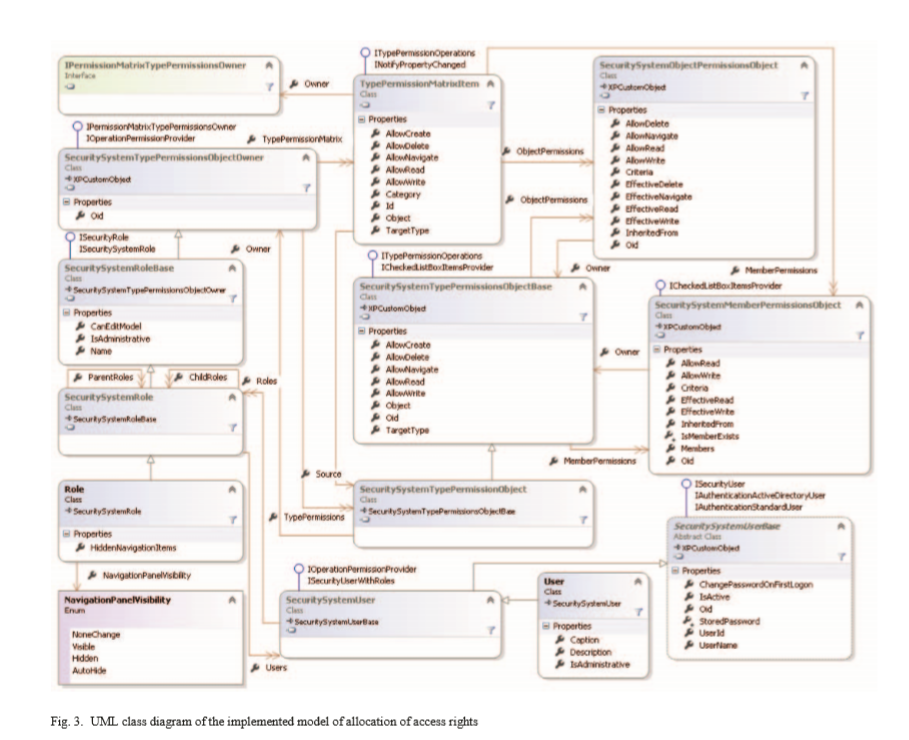 ITypePermissionOperations
INotifyPropertyChanged
IPermissionMatrixTypePermissionsOwner
Interface
Owner
TypePermissionMatrixItem
Class
Properties
AllowCreate
AllowDelete
AllowNavigate
AllowRead
AllowWrite
Category
Id
Object
TargetType
SecuritySystemObjectPermissionsObject
Class
XPCustomObject
Properties
AllowDelete
AllowNavigate
AllowRead
AllowWrite
Criteria
EffectiveDelete
EffectiveNavigate
EffectiveRead
EffectiveWrite
InheritedFrom
Oid
IPermissionMatrixTypePermissionsOwner
IOperationPermissionProvider
TypePermissionMatrix
SecuritySystemTypePermissionsObjectOwner
Class
XPCustomObject
Properties
Oid
ObjectPermissions
ObjectPermissions
ISecurityRole
ISecuritySystemRole
Owner
SecuritySystemRoleBase
Class
SecuritySystemTypePermissionsObjectOwner
Properties
CanEditModel
IsAdministrative
Name
ITypePermissionOperations
ICheckedListBoxItemsProvider
Owner
MemberPermissions
SecuritySystemTypePermissionsObjectBase
Class
XPCustomObject
Properties
AllowCreate
AllowDelete
AllowNavigate
AllowRead
AllowWrite
Object
Oid
TargetType
ICheckedListBoxItemsProvider
SecuritySystemMemberPermissionsObject
Class
XPCustomObject
Properties
AllowRead
AllowWrite
Criteria
EffectiveRead
EffectiveWrite
InheritedFrom
IsMemberExists
Members
Oid
Owner
ParentRoles
ChildRoles
Roles
SecuritySystemRole
Class
SecuritySystemRoleBase
MemberPermissions
Source
TypePermissions
SecuritySystemTypePermissionObject
Class
SecuritySystemTypePermissionsObjectBase
Role
Class
SecuritySystemRole
Properties
HiddenNavigationItems
NavigationPanelVisibility
NavigationPanelVisibility
Enum
NoneChange
Visible
Hidden
AutoHide
IOperationPermissionProvider
ISecurityUserWithRoles
SecuritySystemUser
Class
SecuritySystemUserBase
Users
User
Class
SecuritySystemUser
Properties
Caption
Description
IsAdministrative
ISecurityUser
IAuthenticationActiveDirectoryUser
IAuthenticationStandardUser
SecuritySystemUserBase
Abstract Class
XPCustomObject
Properties
ChangePasswordOnFirstLogon
IsActive
Oid
StoredPassword
UserId
UserName
Fig. 3. UML class diagram of the implemented model of allocation of access rights